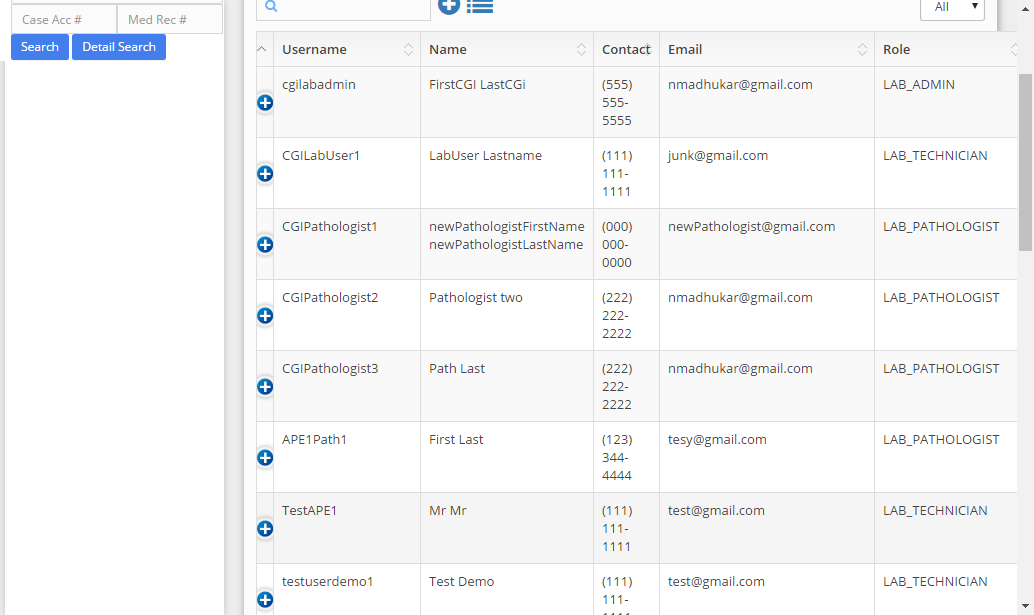 Case Acc # Med Rec #
Search Detail Search
All
Username Name Contact Email Role
cgilabadmin FirstCGI LastCGi (555) nmadhukar@gmail.com LAB_ADMIN
555-
5555
CGILabUser1 LabUser Lastname (111) junk@gmail.com LAB_TECHNICIAN
111-
1111
CGIPathologist1 newPathologistFirstName (000) newPathologist@gmail.com LAB_PATHOLOGIST
newPathologistLastName 000-
0000
CGIPathologist2 Pathologist two (222) nmadhukar@gmail.com LAB_PATHOLOGIST
222-
2222
CGIPathologist3 Path Last (222) nmadhukar@gmail.com LAB_PATHOLOGIST
222-
2222
APE1Path1 First Last (123) tesy@gmail.com LAB_PATHOLOGIST
344-
4444
TestAPE1 Mr Mr (111) test@gmail.com LAB_TECHNICIAN
111-
1111
testuserdemo1 Test Demo (111) test@gmail.com LAB_TECHNICIAN
111-